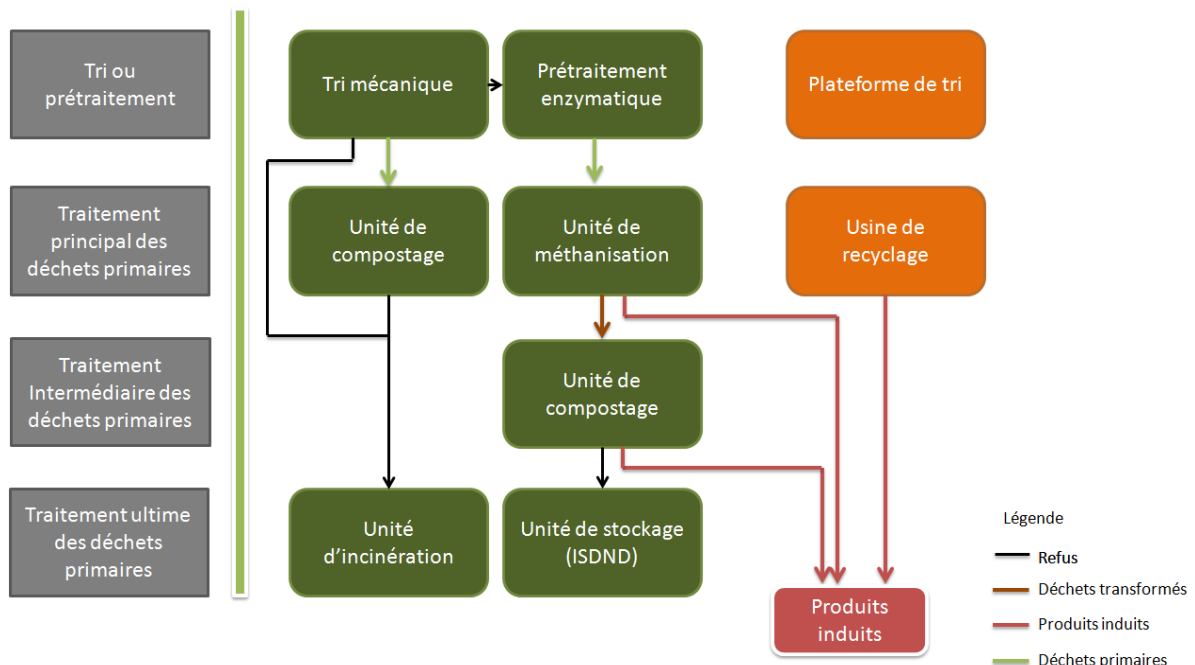 Tri ou
prétraitement
Tri mécanique
Prétraitement
enzymatique
Plateforme de tri
Traitement
principal des
déchets primaires
Unité de
compostage
Unité de
méthanisation
Usine de
recyclage
Traitement
Intermédiaire des
déchets primaires
Unité de
compostage
Traitement ultime
des déchets
primaires
Unité
d'incinération
Unité de stockage
(ISDND)
Produits
induits
Légende
Refus
Déchets transformés
Produits induits
Déchets primaires